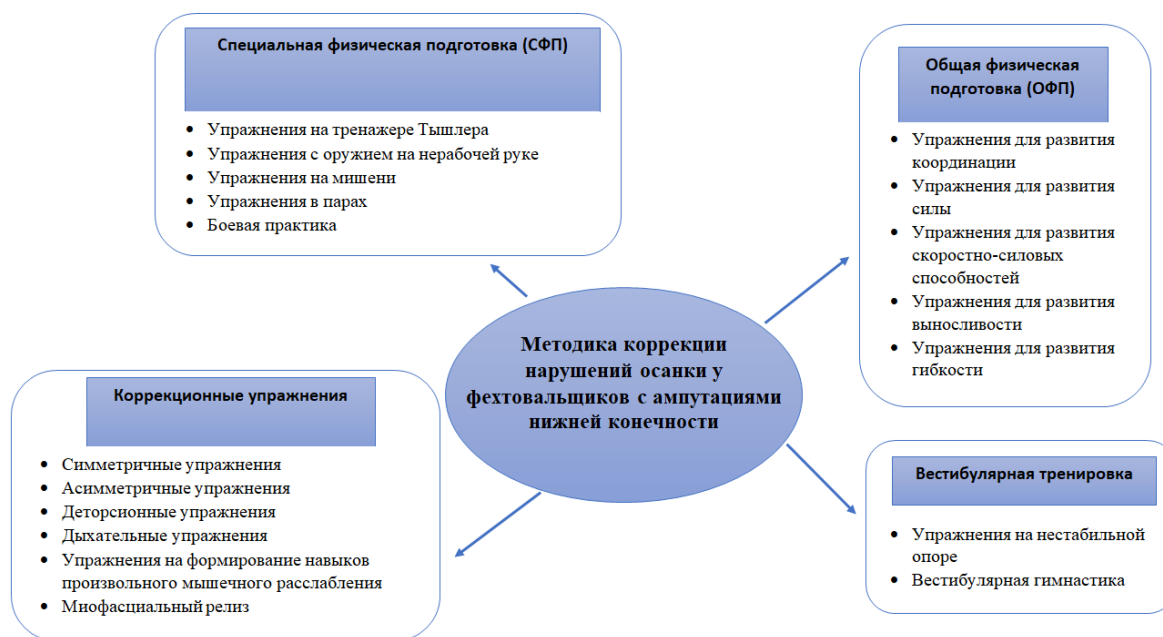 Специальная физическая подготовка (СФП)
• Упражнения на тренажере Тышлера
• Упражнения с оружием на нерабочей руке
• Упражнения на мишени
• Упражнения в парах
• Боевая практика
Общая физическая
подготовка (ОФП)
• Упражнения для развития
координации
• Упражнения для развития
силы
• Упражнения для развития
скоростно-силовых
способностей
• Упражнения для развития
выносливости
• Упражнения для развития
гибкости
Методика коррекции
нарушений осанки у
фехтовальщиков с ампутациями
нижней конечности
Коррекционные упражнения
• Симметричные упражнения
• Асимметричные упражнения
• Деторсионные упражнения
• Дыхательные упражнения
• Упражнения на формирование навыков
произвольного мышечного расслабления
• Миофасциальный релиз
Вестибулярная тренировка
• Упражнения на нестабильной
опоре
• Вестибулярная гимнастика